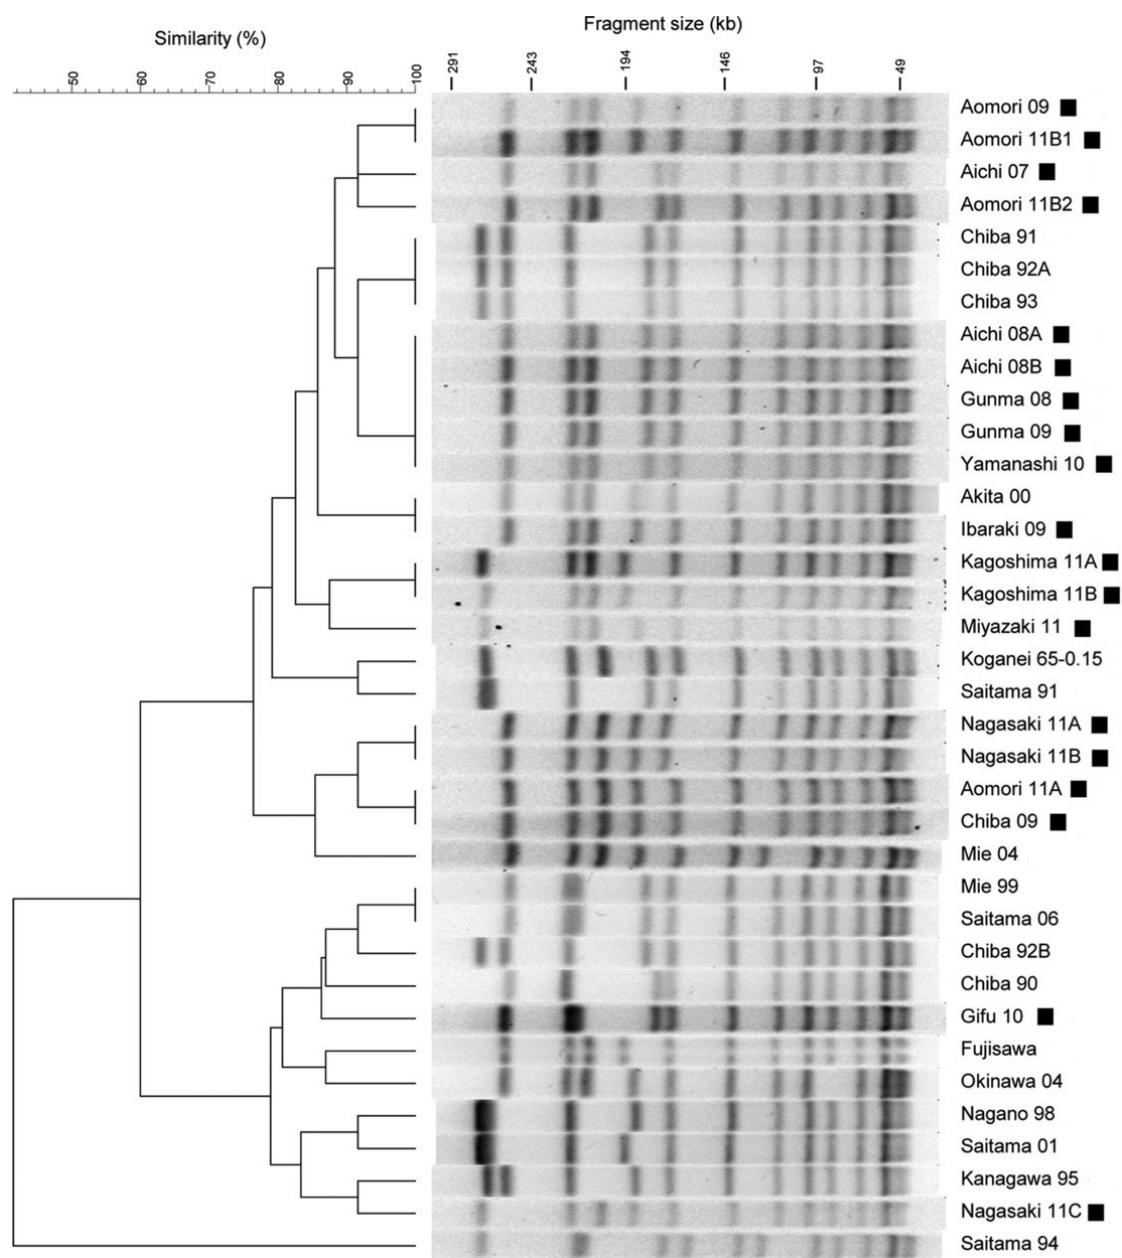 Fragment size (kb)
Similarity (%)
50 60 70 80 90 100 291 243 194 146 97 49
Aomori 09
Aomori 11B1
Aichi 07
Aomori 11B2
Chiba 91
Chiba 92A
Chiba 93
Aichi 08A
Aichi 08B
Gunma 08
Gunma 09
Yamanashi 10
Akita 00
Ibaraki 09
Kagoshima 11A
Kagoshima 11B
Miyazaki 11
Koganei 65-0.15
Saitama 91
Nagasaki 11A
Nagasaki 11B
Aomori 11A
Chiba 09
Mie 04
Mie 99
Saitama 06
Chiba 92B
Chiba 90
Gifu 10
Fujisawa
Okinawa 04
Nagano 98
Saitama 01
Kanagawa 95
Nagasaki 11C
Saitama 94